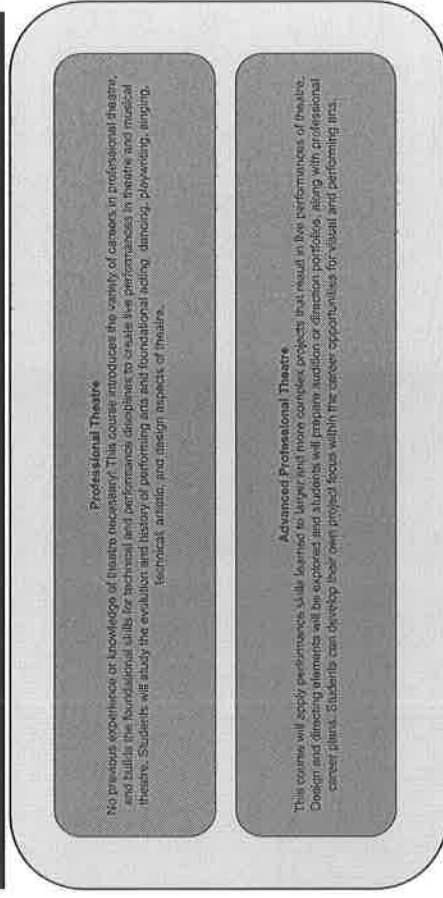 Professional Theatre
No previous experience or knowledge of theatre necessary! This course introduces the variety of careers in professional theatre,
and builds the foundational skills for technical and performance disciplines to create live performances in theatre and musical
theatre. Students will study the evolution and history of performing arts and foundational acting, dancing, playwriting, singing,
technical, artistic, and design aspects of theatre.
Advanced Professional Theatre
This course will apply performance skills learned to larger and more complex projects that result in live performances of theatre.
Design and directing elements will be explored and students will prepare audition or direction portfolios, along with professional
career plans. Students can develop their own project focus within the career opportunities for visual and performing arts.